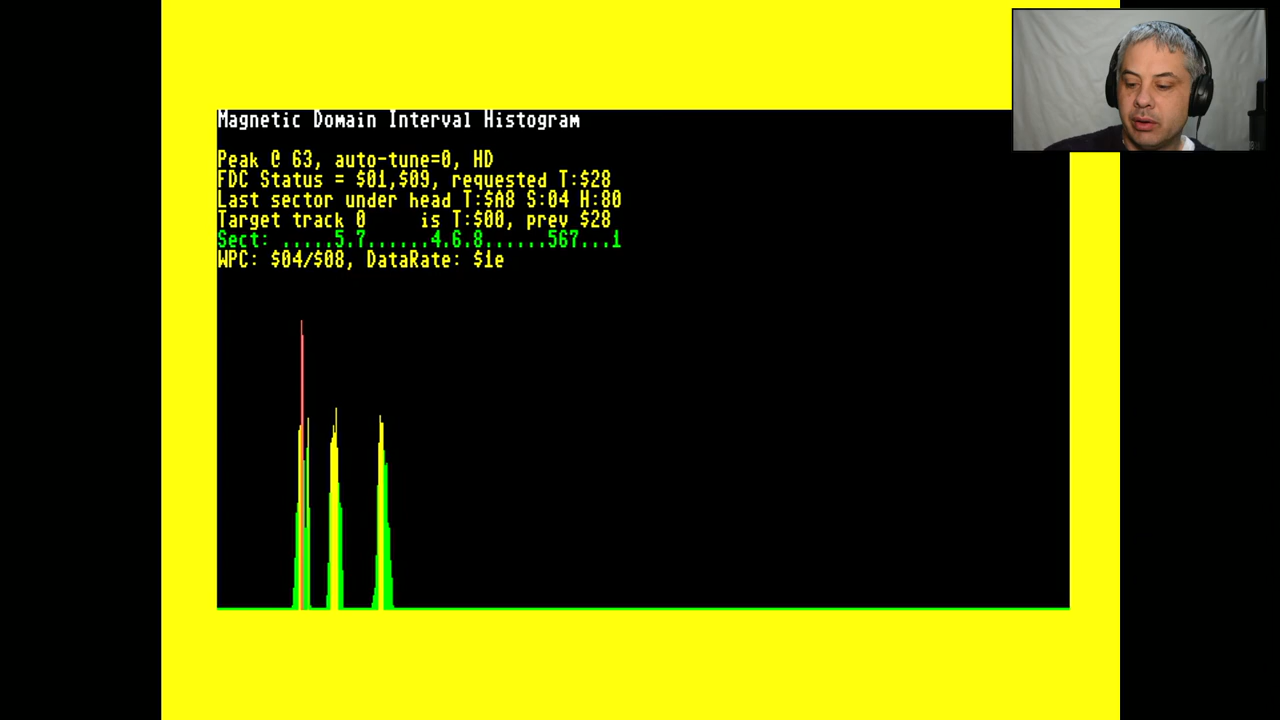 Magnetic Domain Interval Histogram
Peak @ 63, auto-tune=0, HD
FDC Status = $01,$09, requested T:$28
Last sector under head T:$A8 S:04 H:80
Target track 0     is T:$00, prev $28
Sect: .....5.7......4.6.8......567...1
WPC: $04/$08, DataRate: $1e